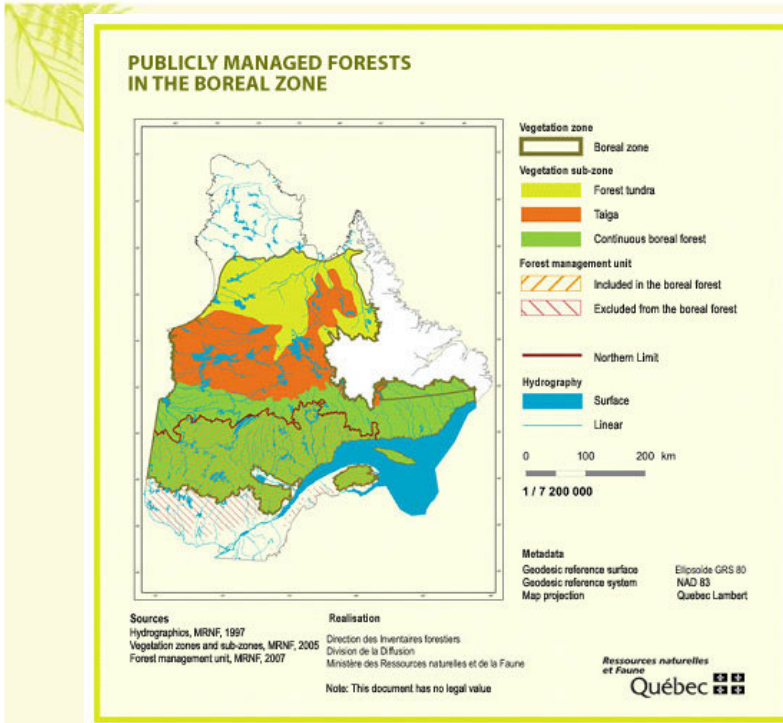 PUBLICLY MANAGED FORESTS
IN THE BOREAL ZONE
Vegetation zone
Boreal zone
Vegetation sub-zone
Forest tundra
Taiga
Continuous boreal forest
Forest management unit
Included in the boreal forest
Excluded from the boreal forest
Northern Limit
Hydrography
Surface
Linear
0 100 200 km
1 / 7 200 000
Metadata
Geodesic reference surface Ellipsoïde GRS 80
Geodesic reference system NAD 83
Map projection Quebec Lambert
Sources
Hydrographics, MRNF, 1997
Vegetation zones and sub-zones, MRNF, 2005
Forest management unit, MRNF, 2007
Realisation
Direction des Inventaires forestiers
Division de la Diffusion
Ministère des Ressources naturelles et de la Faune
Note: This document has no legal value
Ressources naturelles
et Faune
Québec